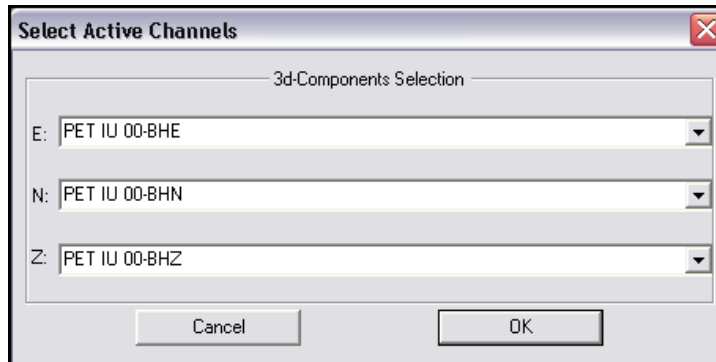 Select Active Channels
3d-Components Selection
E: PET IU 00-BHE
N: PET IU 00-BHN
Z: PET IU 00-BHZ
Cancel OK